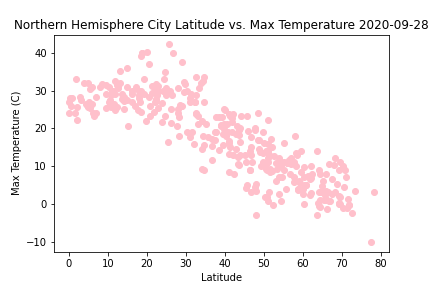 Northern Hemisphere City Latitude vs. Max Temperature 2020-09-28
Max Temperature (C)
40
30
20
10
0
−10
0 10 20 30 40 50 60 70 80
Latitude